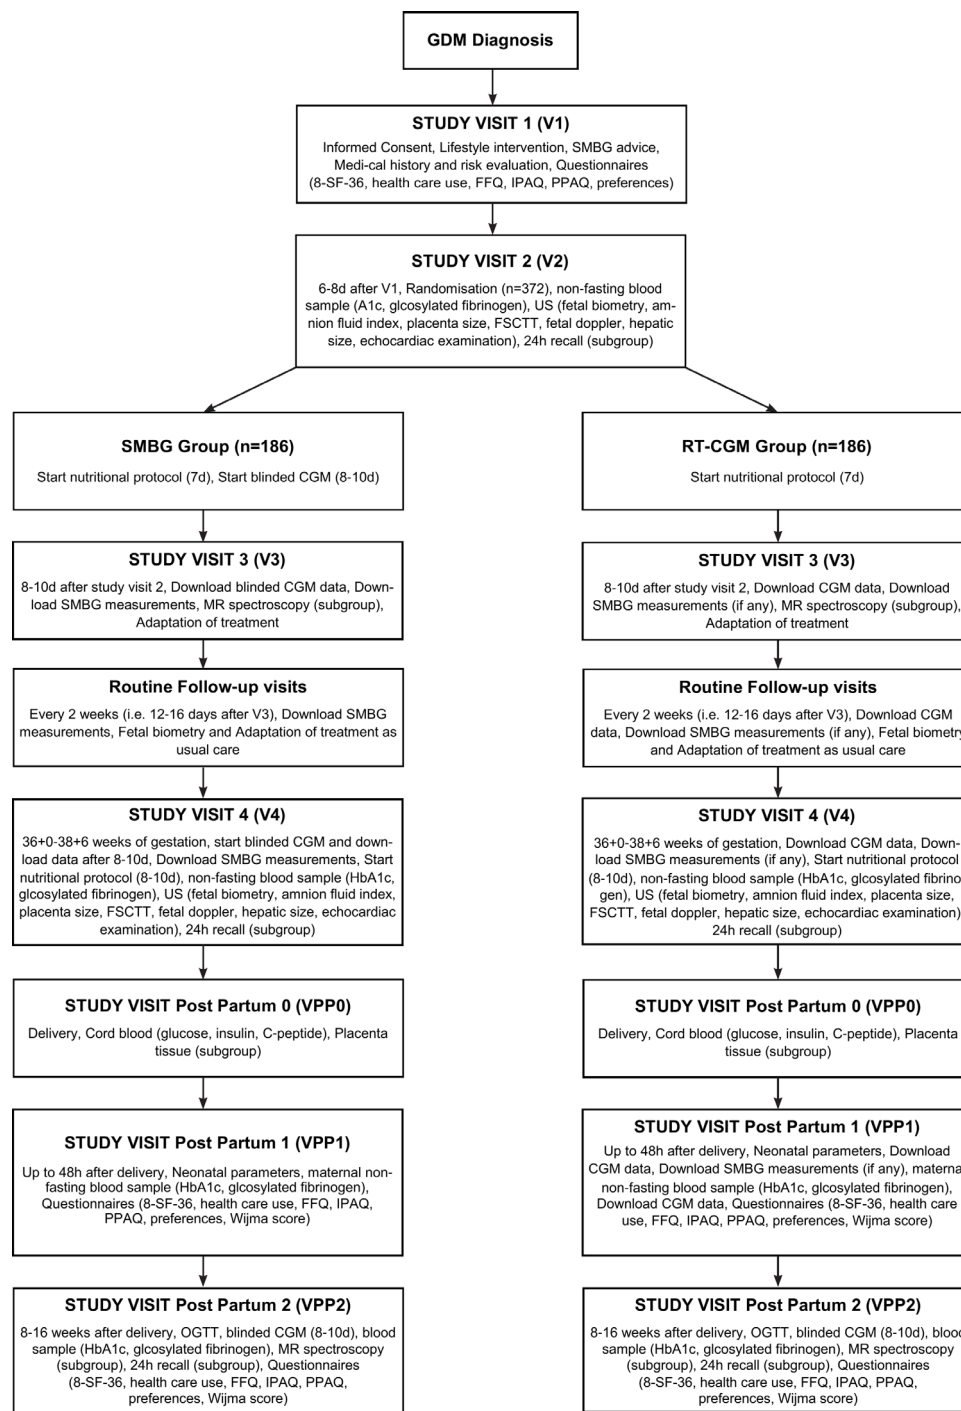 GDM Diagnosis
STUDY VISIT 1 (V1)
Informed Consent, Lifestyle intervention, SMBG advice,
Medi-cal history and risk evaluation, Questionnaires
(8-SF-36, health care use, FFQ, IPAQ, PPAQ, preferences)
STUDY VISIT 2 (V2)
6-8d after V1, Randomisation (n=372), non-fasting blood
sample (A1c, glcosylated fibrinogen), US (fetal biometry, am-
nion fluid index, placenta size, FSCTT, fetal doppler, hepatic
size, echocardiac examination), 24h recall (subgroup)
SMBG Group (n=186)
Start nutritional protocol (7d), Start blinded CGM (8-10d)
STUDY VISIT 3 (V3)
8-10d after study visit 2, Download blinded CGM data, Down-
load SMBG measurements, MR spectroscopy (subgroup),
Adaptation of treatment
Routine Follow-up visits
Every 2 weeks (i.e. 12-16 days after V3), Download SMBG
measurements, Fetal biometry and Adaptation of treatment as
usual care
STUDY VISIT 4 (V4)
36+0-38+6 weeks of gestation, start blinded CGM and down-
load data after 8-10d, Download SMBG measurements, Start
nutritional protocol (8-10d), non-fasting blood sample (HbA1c,
glcosylated fibrinogen), US (fetal biometry, amnion fluid index,
placenta size, FSCTT, fetal doppler, hepatic size, echocardiac
examination), 24h recall (subgroup)
STUDY VISIT Post Partum 0 (VPP0)
Delivery, Cord blood (glucose, insulin, C-peptide), Placenta
tissue (subgroup)
STUDY VISIT Post Partum 1 (VPP1)
Up to 48h after delivery, Neonatal parameters, maternal non-
fasting blood sample (HbA1c, glcosylated fibrinogen),
Questionnaires (8-SF-36, health care use, FFQ, IPAQ,
PPAQ, preferences, Wijma score)
STUDY VISIT Post Partum 2 (VPP2)
8-16 weeks after delivery, OGTT, blinded CGM (8-10d), blood
sample (HbA1c, glcosylated fibrinogen), MR spectroscopy
(subgroup), 24h recall (subgroup), Questionnaires
(8-SF-36, health care use, FFQ, IPAQ, PPAQ,
preferences, Wijma score)
RT-CGM Group (n=186)
Start nutritional protocol (7d)
STUDY VISIT 3 (V3)
8-10d after study visit 2, Download CGM data, Download
SMBG measurements (if any), MR spectroscopy (subgroup),
Adaptation of treatment
Routine Follow-up visits
Every 2 weeks (i.e. 12-16 days after V3), Download CGM
data, Download SMBG measurements (if any), Fetal biometry
and Adaptation of treatment as usual care
STUDY VISIT 4 (V4)
36+0-38+6 weeks of gestation, Download CGM data, Down-
load SMBG measurements (if any), Start nutritional protocol
(8-10d), non-fasting blood sample (HbA1c, glcosylated fibrino-
gen), US (fetal biometry, amnion fluid index, placenta size,
FSCTT, fetal doppler, hepatic size, echocardiac examination),
24h recall (subgroup)
STUDY VISIT Post Partum 0 (VPP0)
Delivery, Cord blood (glucose, insulin, C-peptide), Placenta
tissue (subgroup)
STUDY VISIT Post Partum 1 (VPP1)
Up to 48h after delivery, Neonatal parameters, Download
CGM data, Download SMBG measurements (if any), maternal
non-fasting blood sample (HbA1c, glcosylated fibrinogen),
Download CGM data, Questionnaires (8-SF-36, health care
use, FFQ, IPAQ, PPAQ, preferences, Wijma score)
STUDY VISIT Post Partum 2 (VPP2)
8-16 weeks after delivery, OGTT, blinded CGM (8-10d), blood
sample (HbA1c, glcosylated fibrinogen), MR spectroscopy
(subgroup), 24h recall (subgroup), Questionnaires
(8-SF-36, health care use, FFQ, IPAQ, PPAQ,
preferences, Wijma score)